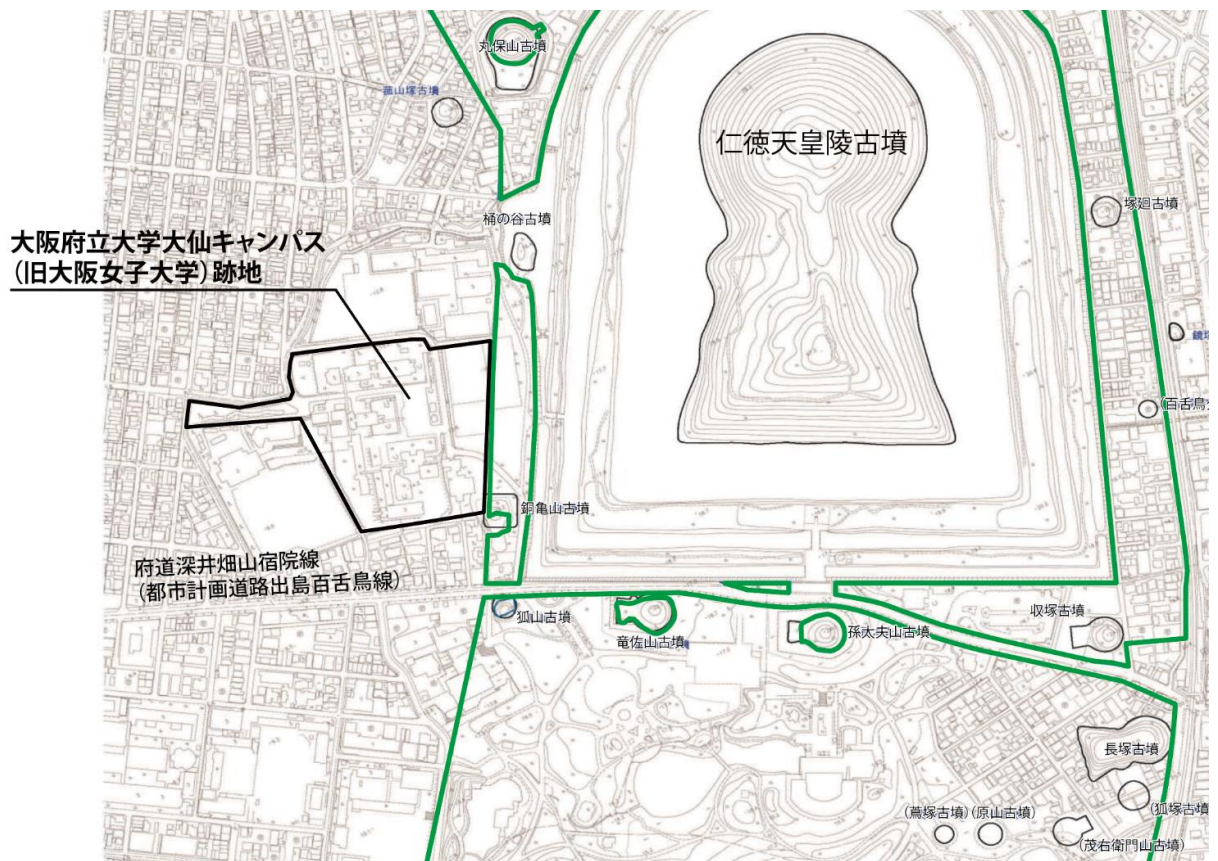 丸保山古墳
菰山塚古墳
仁徳天皇陵古墳
桶の谷古墳
塚廻古墳
大阪府立大学大仙キャンパス
(旧大阪女子大学)跡地
鏡塚
(百舌鳥
銅亀山古墳
府道深井畑山宿院線
(都市計画道路出島百舌鳥線)
狐山古墳
竜佐山古墳
孫太夫山古墳
収塚古墳
長塚古墳
(狐塚古墳
(蔦塚古墳)(原山古墳)
(茂右衛門山古墳)